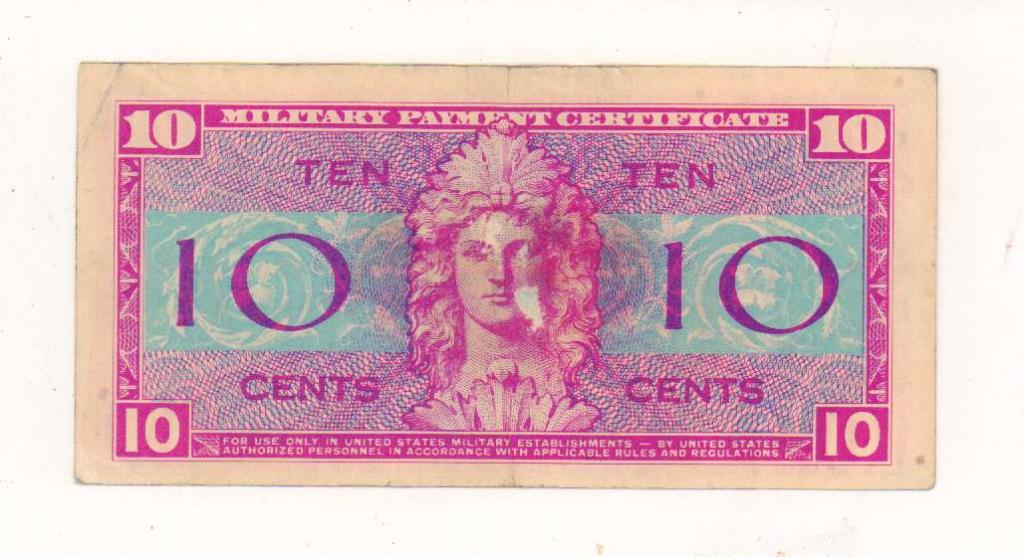 10 MILITARY PAYMENT CERTIFICATE 10
TEN TEN
10 10
CENTS CENTS
10 10
FOR USE ONLY IN UNITED STATES MILITARY ESTABLISHMENTS — BY UNITED STATES
AUTHORIZED PERSONNEL IN ACCORDANCE WITH APPLICABLE RULES AND REGULATIONS.